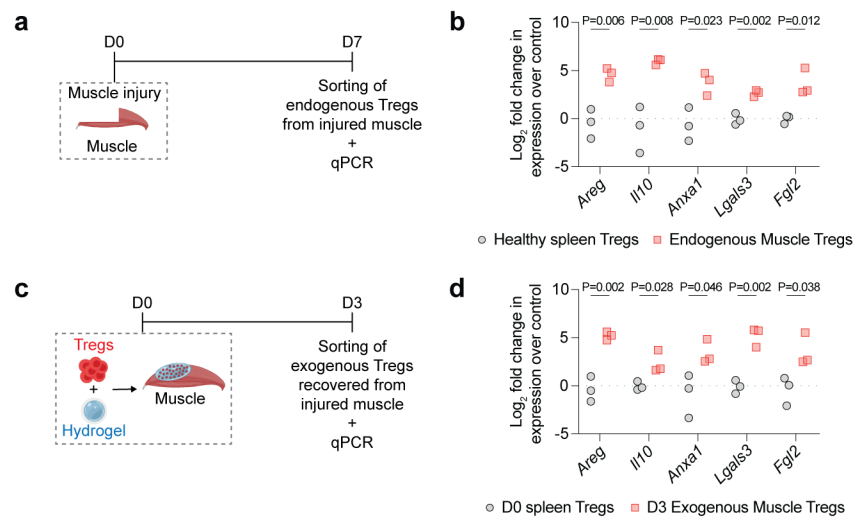 a
D0
D7
Muscle injury
Muscle
Sorting of
endogenous Tregs
from injured muscle
+
qPCR
b
P=0.006
P=0.008
P=0.023
P=0.002
P=0.012
Log2 fold change in
expression over control
10
5
0
-5
Areg
Il10
Anxa1
Lgals3
Fgl2
Healthy spleen Tregs
Endogenous Muscle Tregs
c
D0
D3
Tregs
+
Hydrogel
Muscle
Sorting of
exogenous Tregs
recovered from
injured muscle
+
qPCR
d
P=0.002
P=0.028
P=0.046
P=0.002
P=0.038
Log2 fold change in
expression over control
10
5
0
-5
Areg
Il10
Anxa1
Lgals3
Fgl2
D0 spleen Tregs
D3 Exogenous Muscle Tregs